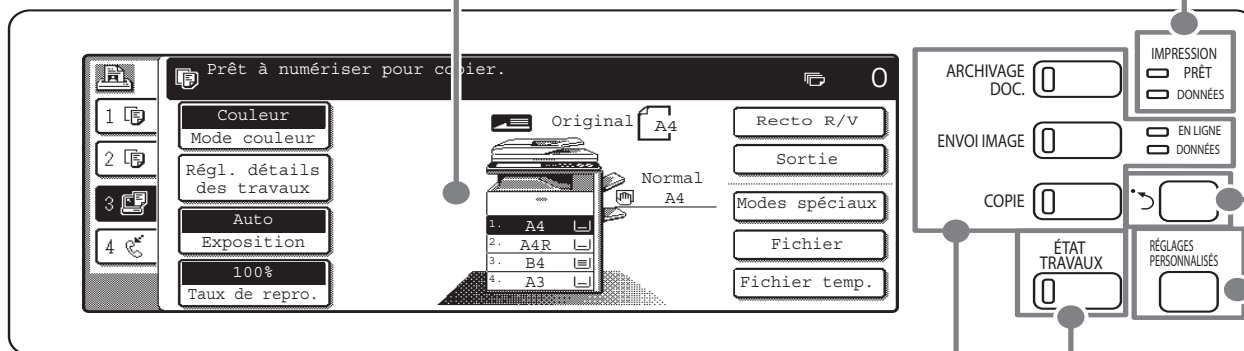 Prêt à numériser pour copier.
0
1
2
3
4
Couleur
Mode couleur
Régl. détails
des travaux
Auto
Exposition
100%
Taux de repro.
Original
A4
Normal
A4
1. A4
2. A4R
3. B4
4. A3
Recto R/V
Sortie
Modes spéciaux
Fichier
Fichier temp.
ARCHIVAGE
DOC.
ENVOI IMAGE
COPIE
ÉTAT
TRAVAUX
IMPRESSION
PRÊT
DONNÉES
EN LIGNE
DONNÉES
RÉGLAGES
PERSONNALISÉS